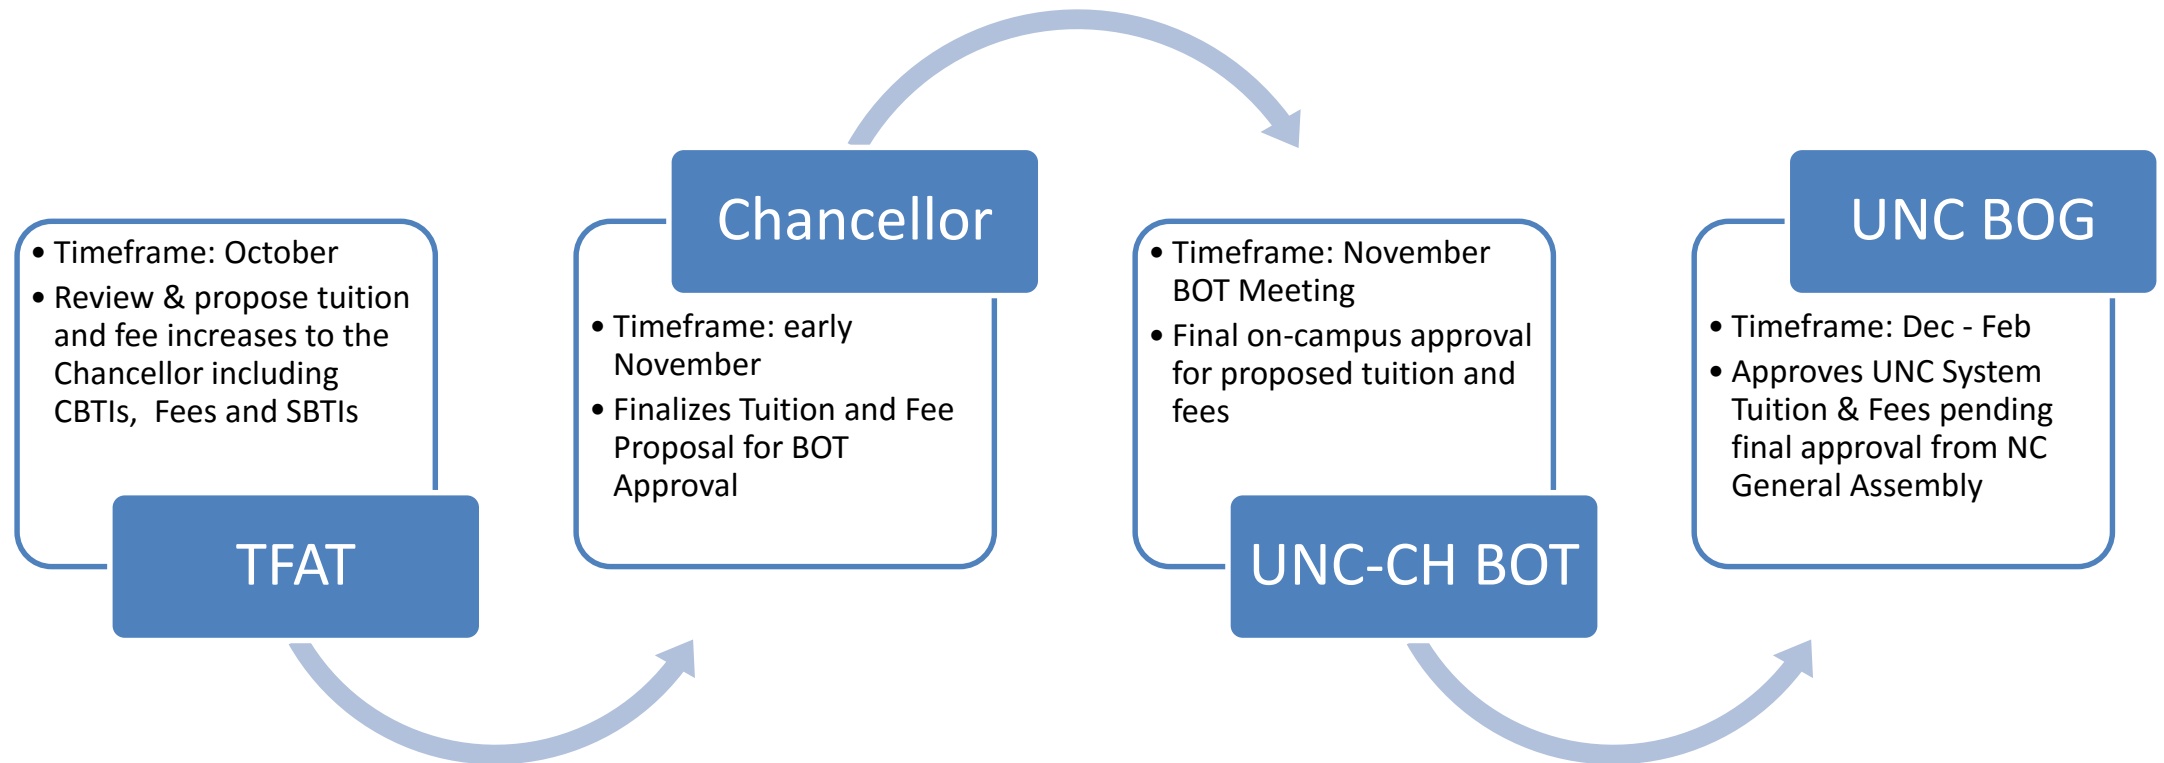 • Timeframe: October
• Review & propose tuition
and fee increases to the
Chancellor including
CBTIs,  Fees and SBTIs
TFAT
Chancellor
• Timeframe: early
November
• Finalizes Tuition and Fee
Proposal for BOT
Approval
• Timeframe: November
BOT Meeting
• Final on-campus approval
for proposed tuition and
fees
UNC-CH BOT
UNC BOG
• Timeframe: Dec - Feb
• Approves UNC System
Tuition & Fees pending
final approval from NC
General Assembly